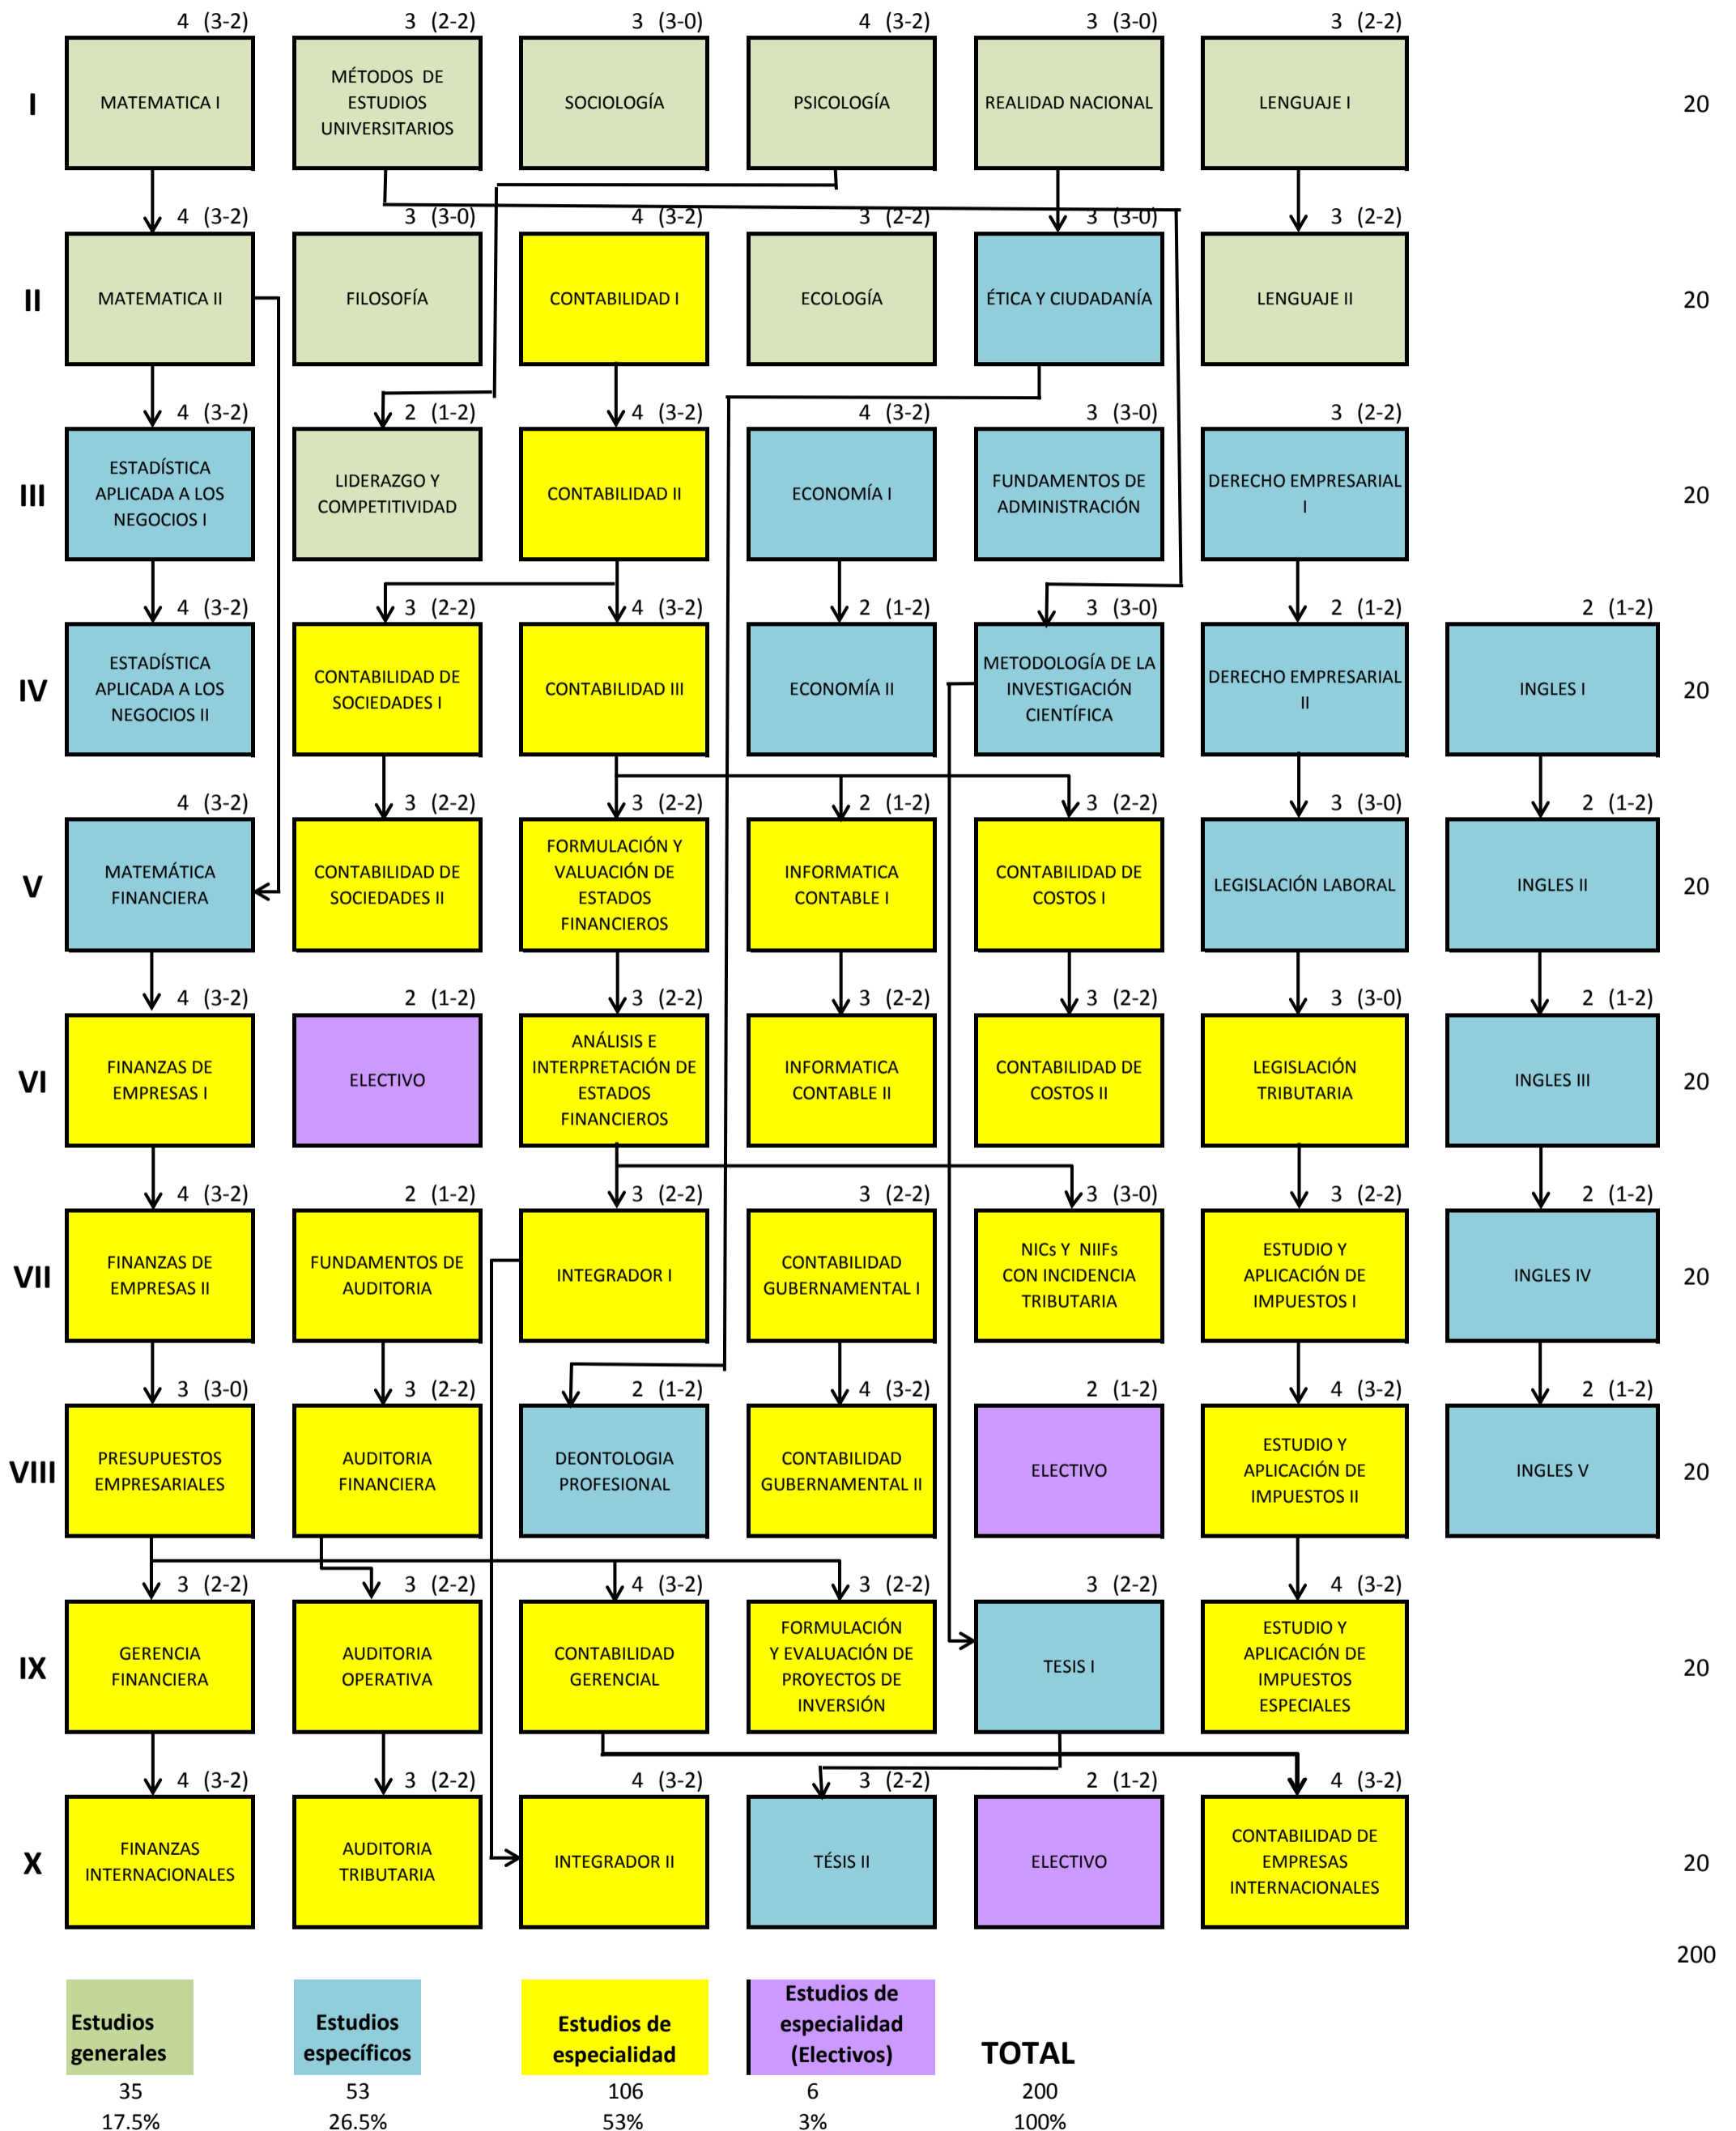 4 (3-2) 3 (2-2) 3 (3-0) 4 (3-2) 3 (3-0) 3 (2-2)
I
MATEMATICA I
MÉTODOS DE
ESTUDIOS
UNIVERSITARIOS
SOCIOLOGÍA
PSICOLOGÍA
REALIDAD NACIONAL
LENGUAJE I
20
4 (3-2) 3 (3-0) 4 (3-2) 3 (2-2) 3 (3-0) 3 (2-2)
II
MATEMATICA II
FILOSOFÍA
CONTABILIDAD I
ECOLOGÍA
ÉTICA Y CIUDADANÍA
LENGUAJE II
20
4 (3-2) 2 (1-2) 4 (3-2) 4 (3-2) 3 (3-0) 3 (2-2)
III
ESTADÍSTICA
APLICADA A LOS
NEGOCIOS I
LIDERAZGO Y
COMPETITIVIDAD
CONTABILIDAD II
ECONOMÍA I
FUNDAMENTOS DE
ADMINISTRACIÓN
DERECHO EMPRESARIAL
I
20
4 (3-2) 3 (2-2) 4 (3-2) 2 (1-2) 3 (3-0) 2 (1-2) 2 (1-2)
IV
ESTADÍSTICA
APLICADA A LOS
NEGOCIOS II
CONTABILIDAD DE
SOCIEDADES I
CONTABILIDAD III
ECONOMÍA II
METODOLOGÍA DE LA
INVESTIGACIÓN
CIENTÍFICA
DERECHO EMPRESARIAL
II
INGLES I
20
4 (3-2) 3 (2-2) 3 (2-2) 2 (1-2) 3 (2-2) 3 (3-0) 2 (1-2)
V
MATEMÁTICA
FINANCIERA
CONTABILIDAD DE
SOCIEDADES II
FORMULACIÓN Y
VALUACIÓN DE
ESTADOS
FINANCIEROS
INFORMATICA
CONTABLE I
CONTABILIDAD DE
COSTOS I
LEGISLACIÓN LABORAL
INGLES II
20
4 (3-2) 2 (1-2) 3 (2-2) 3 (2-2) 3 (2-2) 3 (3-0) 2 (1-2)
VI
FINANZAS DE
EMPRESAS I
ELECTIVO
ANÁLISIS E
INTERPRETACIÓN DE
ESTADOS
FINANCIEROS
INFORMATICA
CONTABLE II
CONTABILIDAD DE
COSTOS II
LEGISLACIÓN
TRIBUTARIA
INGLES III
20
4 (3-2) 2 (1-2) 3 (2-2) 3 (2-2) 3 (3-0) 3 (2-2) 2 (1-2)
VII
FINANZAS DE
EMPRESAS II
FUNDAMENTOS DE
AUDITORIA
INTEGRADOR I
CONTABILIDAD
GUBERNAMENTAL I
NICs Y NIIFs
CON INCIDENCIA
TRIBUTARIA
ESTUDIO Y
APLICACIÓN DE
IMPUESTOS I
INGLES IV
20
3 (3-0) 3 (2-2) 2 (1-2) 4 (3-2) 2 (1-2) 4 (3-2) 2 (1-2)
VIII
PRESUPUESTOS
EMPRESARIALES
AUDITORIA
FINANCIERA
DEONTOLOGIA
PROFESIONAL
CONTABILIDAD
GUBERNAMENTAL II
ELECTIVO
ESTUDIO Y
APLICACIÓN DE
IMPUESTOS II
INGLES V
20
3 (2-2) 3 (2-2) 4 (3-2) 3 (2-2) 3 (2-2) 4 (3-2)
IX
GERENCIA
FINANCIERA
AUDITORIA
OPERATIVA
CONTABILIDAD
GERENCIAL
FORMULACIÓN
Y EVALUACIÓN DE
PROYECTOS DE
INVERSIÓN
TESIS I
ESTUDIO Y
APLICACIÓN DE
IMPUESTOS
ESPECIALES
20
4 (3-2) 3 (2-2) 4 (3-2) 3 (2-2) 2 (1-2) 4 (3-2)
X
FINANZAS
INTERNACIONALES
AUDITORIA
TRIBUTARIA
INTEGRADOR II
TÉSIS II
ELECTIVO
CONTABILIDAD DE
EMPRESAS
INTERNACIONALES
20
200
Estudios
generales
Estudios
específicos
Estudios de
especialidad
Estudios de
especialidad
(Electivos)
TOTAL
35 53 106 6 200
17.5% 26.5% 53% 3% 100%